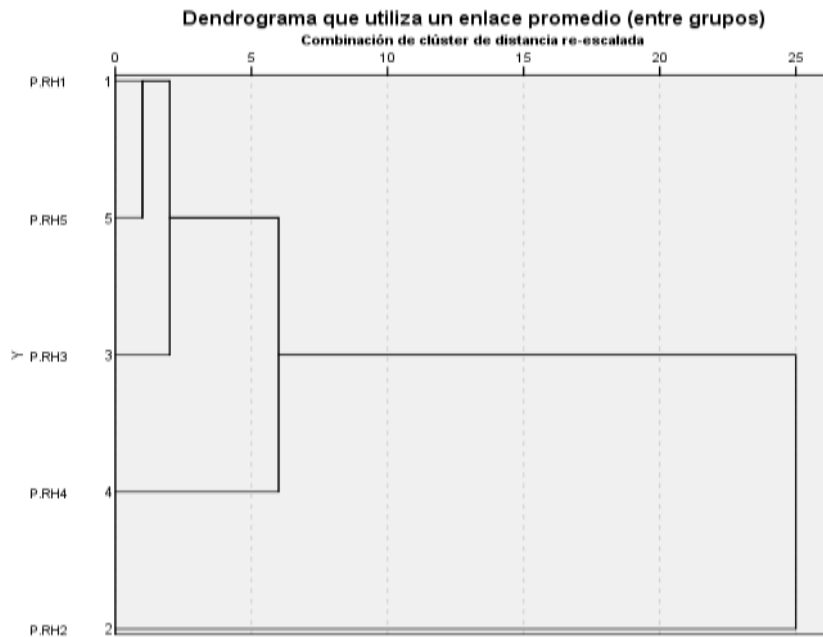 Dendrograma que utiliza un enlace promedio (entre grupos)
Combinación de clúster de distancia re-escalada
0 5 10 15 20 25
P.RH1 1
P.RH5 5
Y P.RH3 3
P.RH4 4
P.RH2 2